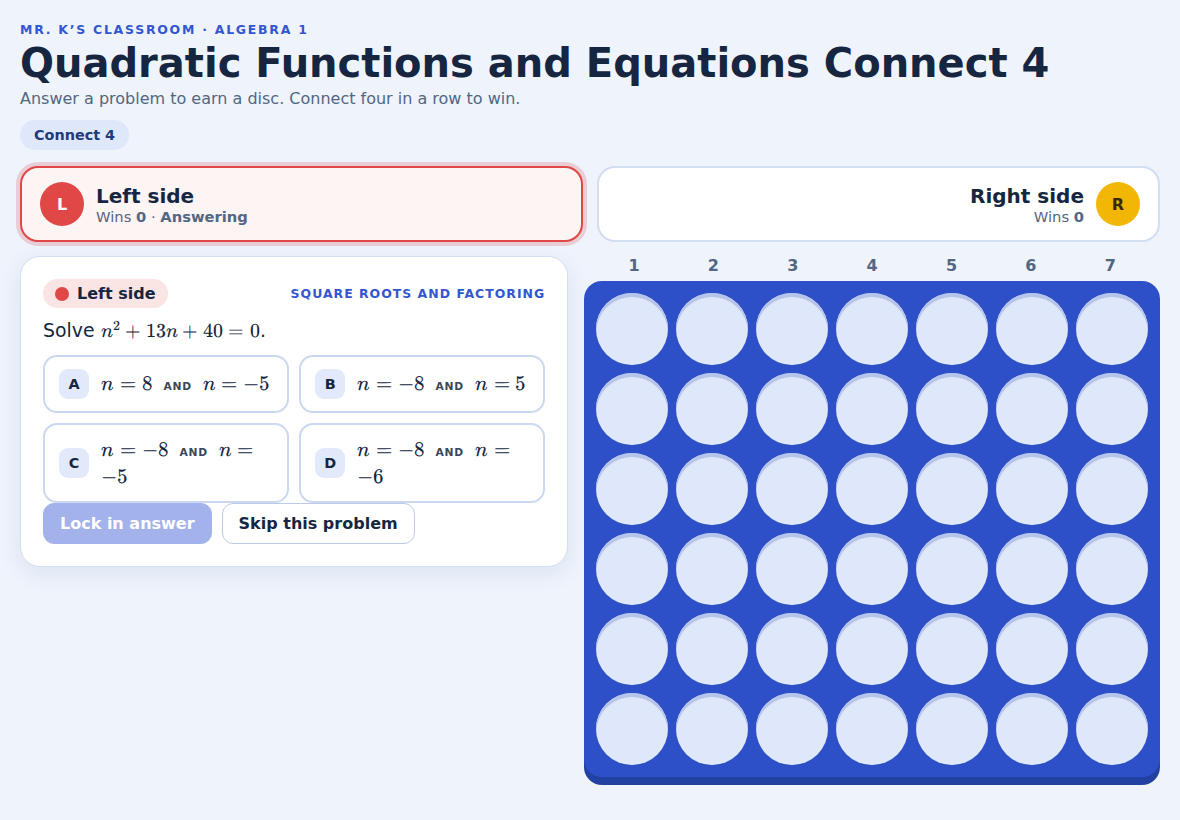 MR. K’S CLASSROOM · ALGEBRA 1
Quadratic Functions and Equations Connect 4
Answer a problem to earn a disc. Connect four in a row to win.
Connect 4
L
Left side
Wins 0 · Answering
Right side
Wins 0
R
Left side
SQUARE ROOTS AND FACTORING
Solve n² + 13n + 40 = 0.
A n = 8 AND n = −5
B n = −8 AND n = 5
C n = −8 AND n =
−5
D n = −8 AND n =
−6
Lock in answer
Skip this problem
1 2 3 4 5 6 7